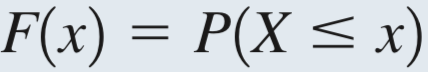 F(x) = P(X ≤ x)